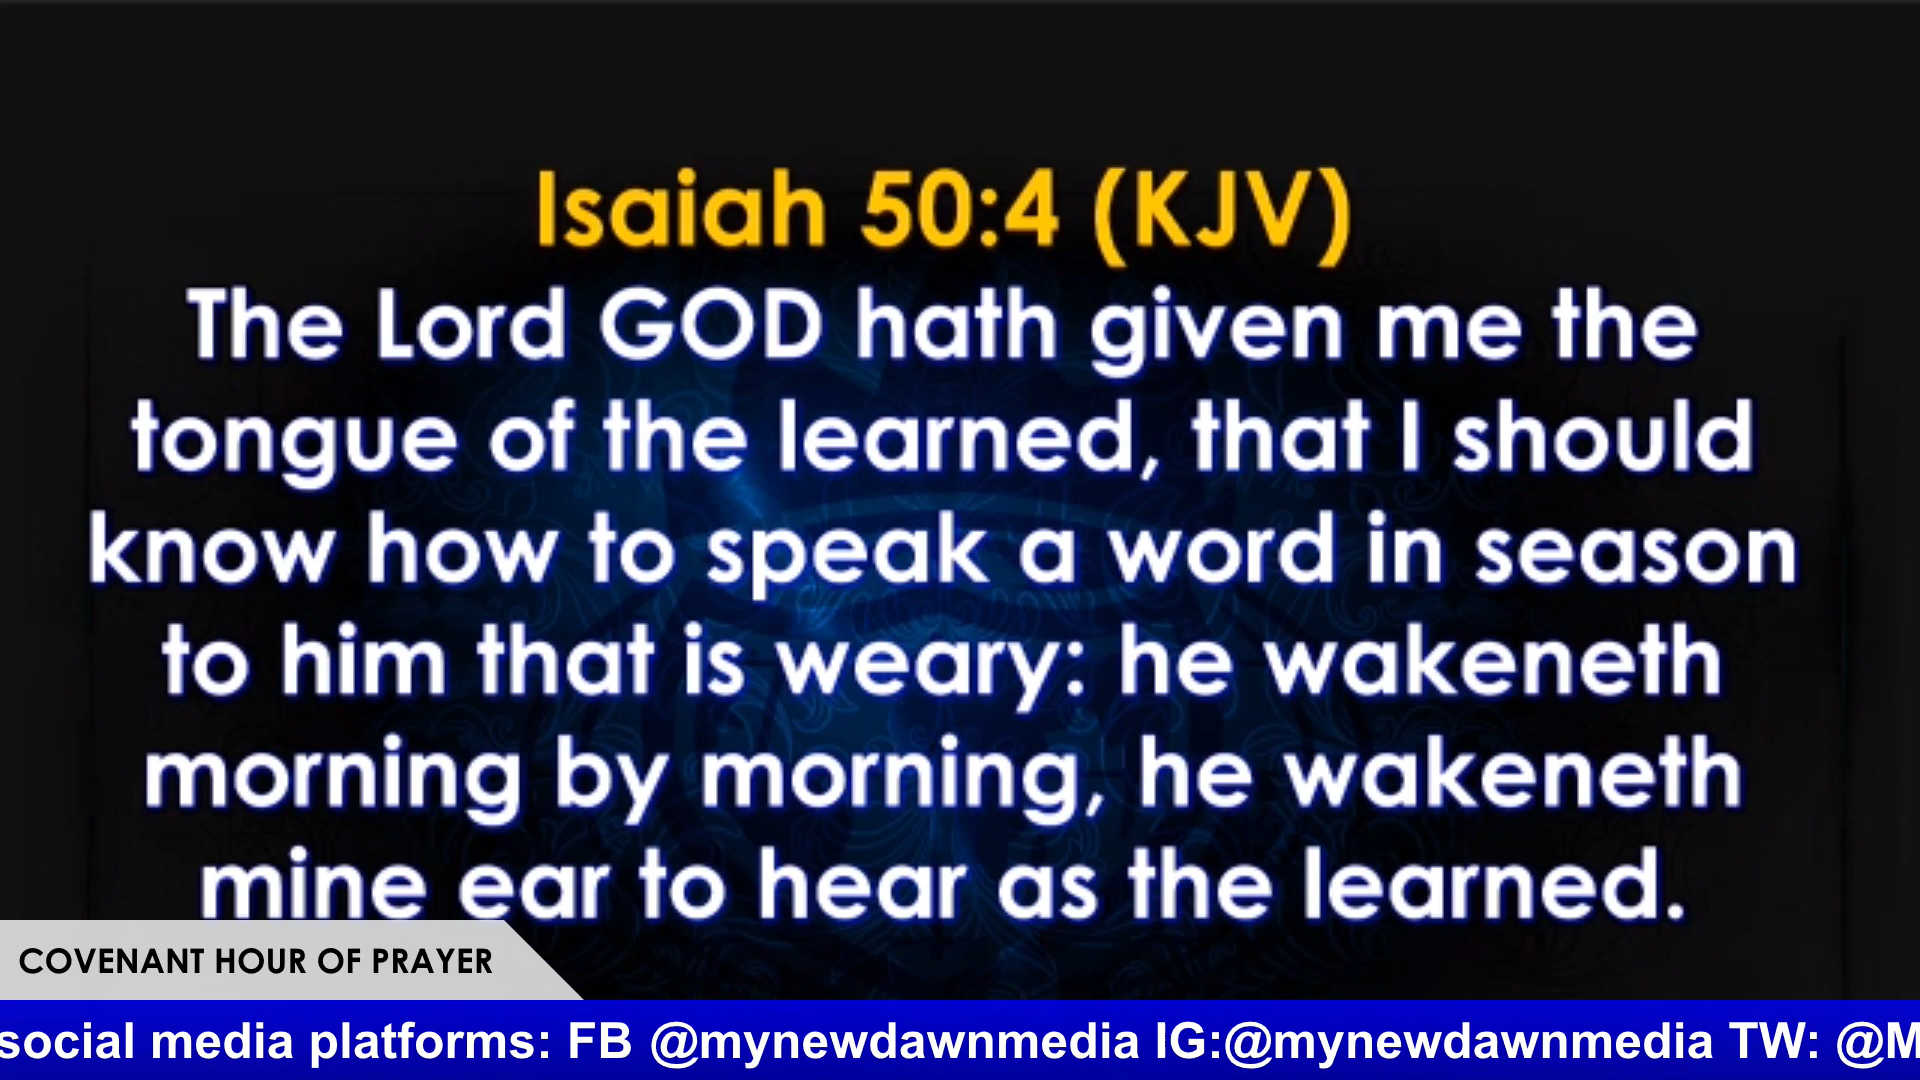 Isaiah 50:4 (KJV)
The Lord GOD hath given me the
tongue of the learned, that I should
know how to speak a word in season
to him that is weary: he wakeneth
morning by morning, he wakeneth
mine ear to hear as the learned.
COVENANT HOUR OF PRAYER
social media platforms: FB @mynewdawnmedia IG:@mynewdawnmedia TW: @M